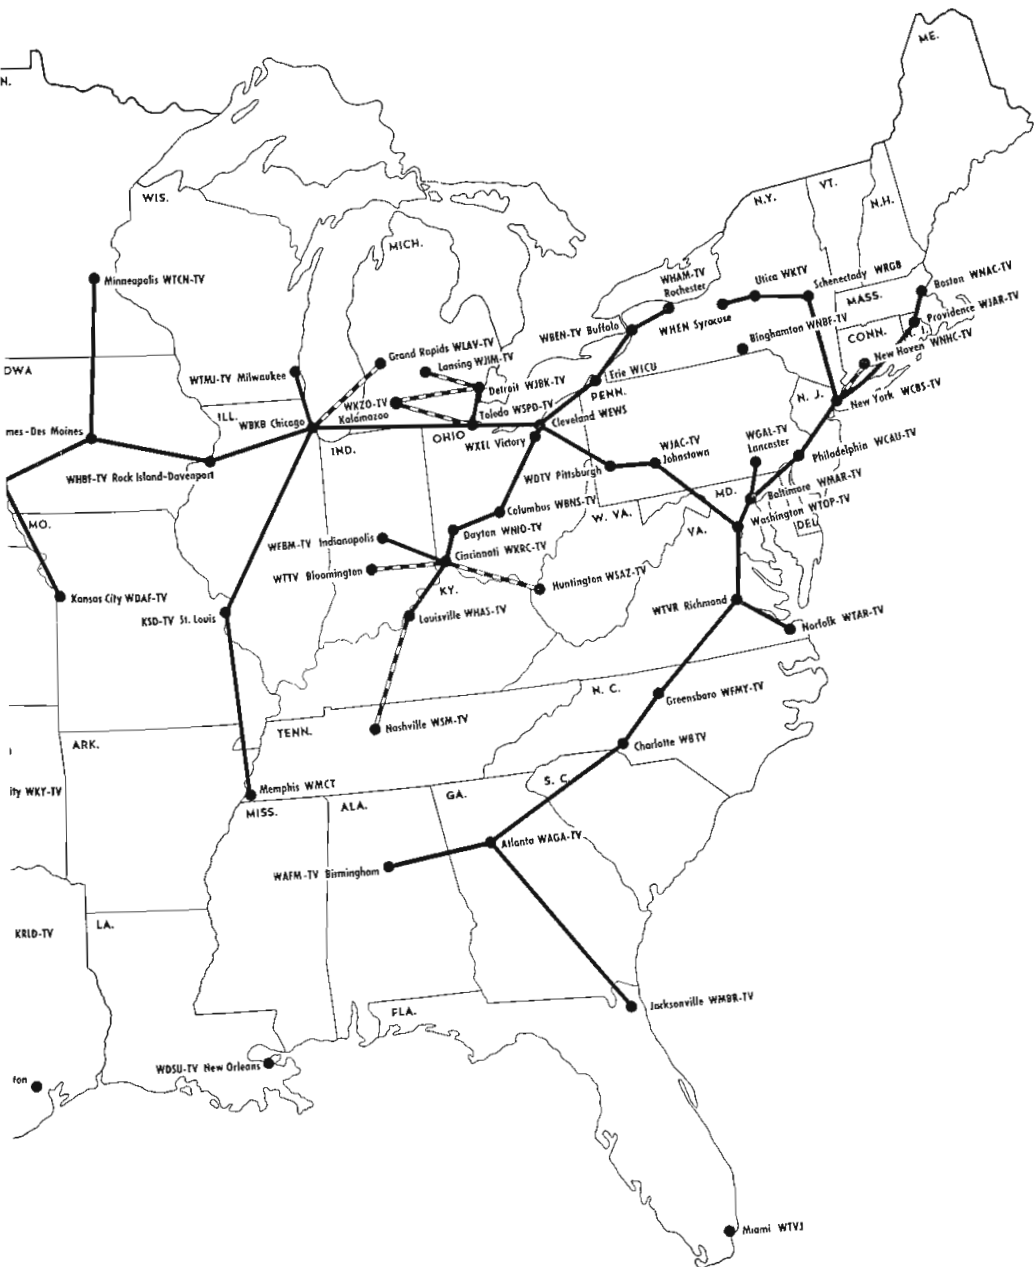 ME.
N.
VT.
WIS.
N.Y.
N.H.
MICH.
WHAM-TV
Rochester
Utica WKTV
Schenectady WRGB
Boston WNAC-TV
Minneapolis WTCN-TV
MASS.
Providence WJAR-TV
WBEN-TV Buffalo
WHEN Syracuse
Binghamton WNBF-TV
CONN.
R. I.
New Haven WNHC-TV
Grand Rapids WLAV-TV
Lansing WJIM-TV
OWA
WTMJ-TV Milwaukee
Erie WICU
Detroit WJBK-TV
PENN.
N. J.
New York WCBS-TV
WKZO-TV
Kalamazoo
Toledo WSPD-TV
ILL.
WBKB Chicago
Cleveland WEWS
mes-Des Moines
OHIO
WXEL Victory
IND.
WJAC-TV
Johnstown
WGAL-TV
Lancaster
Philadelphia WCAU-TV
WHBF-TV Rock Island-Davenport
WDTV Pittsburgh
MD.
Baltimore WMAR-TV
Washington WTOP-TV
Columbus WBNS-TV
W. VA.
DEL
MO.
Dayton WHIO-TV
VA.
WFBM-TV Indianapolis
Cincinnati WKRC-TV
WTTV Bloomington
Huntington WSAZ-TV
KY.
Kansas City WDAF-TV
WTVR Richmond
KSD-TV St. Louis
Louisville WHAS-TV
Norfolk WTAR-TV
N. C.
Greensboro WFMY-TV
Nashville WSM-TV
TENN.
ARK.
Charlotte WBTV
S. C.
ity WKY-TV
Memphis WMCT
MISS.
ALA.
GA.
Atlanta WAGA-TV
WAFM-TV Birmingham
LA.
KRLD-TV
Jacksonville WMBR-TV
FLA.
WDSU-TV New Orleans
ton
Miami WTVJ